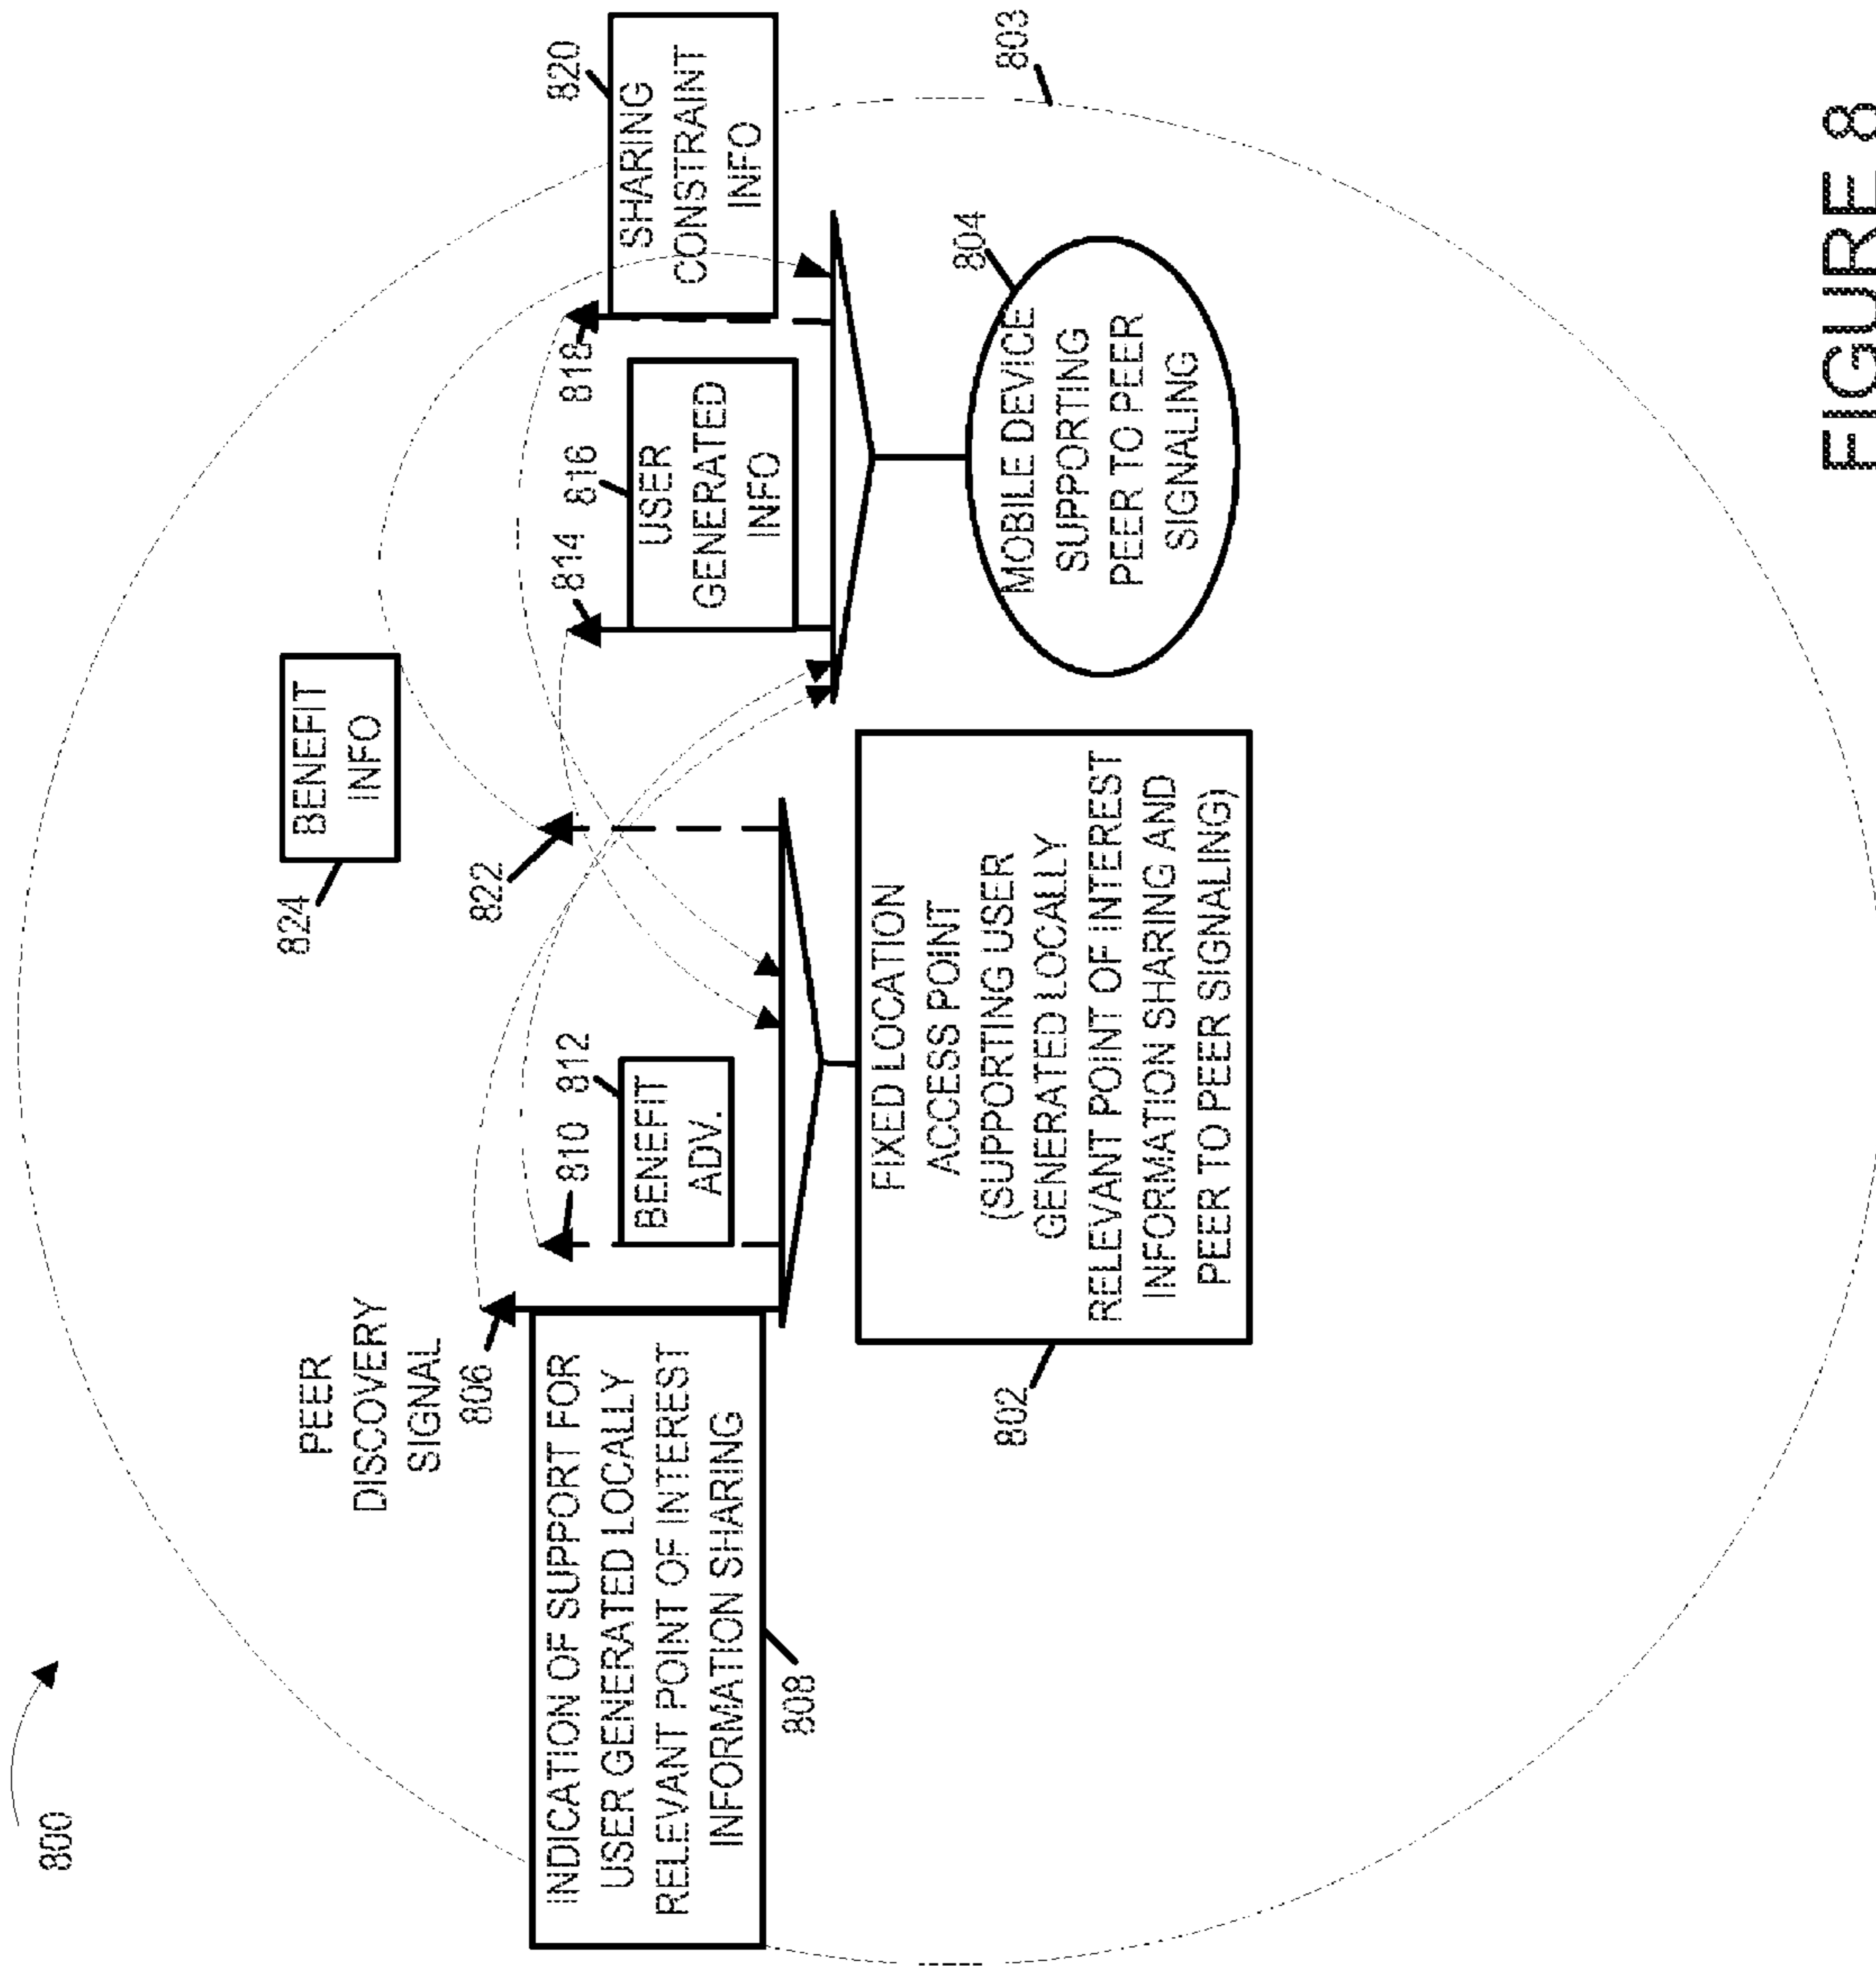 800
PEER
DISCOVERY
SIGNAL
806
INDICATION OF SUPPORT FOR
USER GENERATED LOCALLY
RELEVANT POINT OF INTEREST
INFORMATION SHARING
808
810
812
BENEFIT
ADV.
822
824
BENEFIT
INFO
814
816
USER
GENERATED
INFO
818
820
SHARING
CONSTRAINT
INFO
802
FIXED LOCATION
ACCESS POINT
(SUPPORTING USER
GENERATED LOCALLY
RELEVANT POINT OF INTEREST
INFORMATION SHARING AND
PEER TO PEER SIGNALING)
804
MOBILE DEVICE
SUPPORTING
PEER TO PEER
SIGNALING
803
FIGURE 8